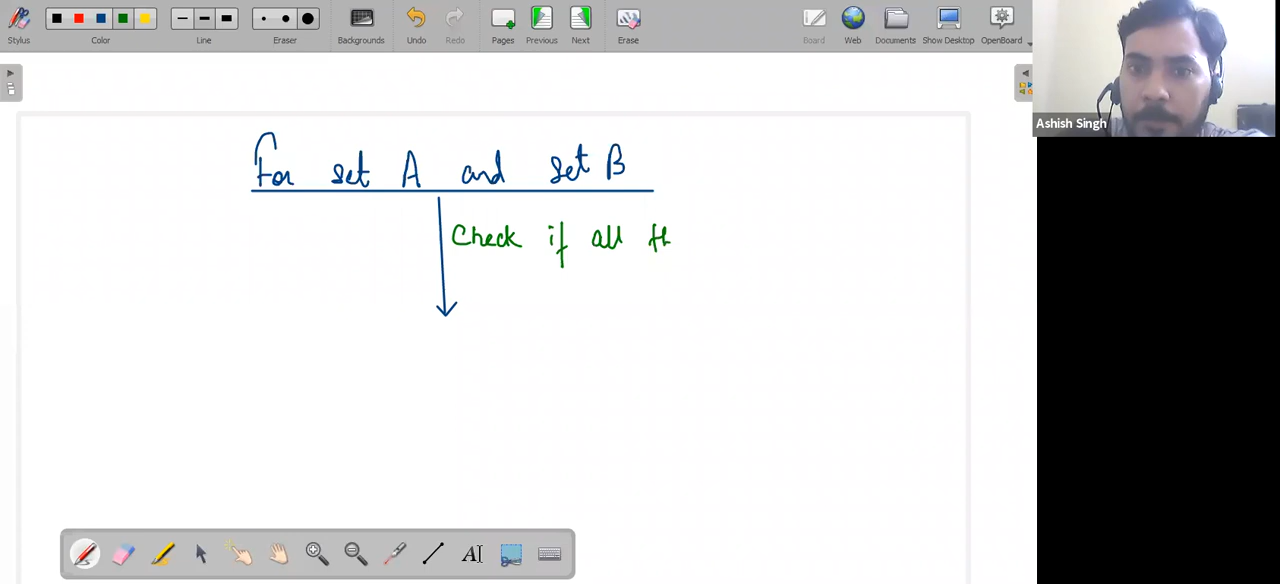 Stylus
Color
Line
Eraser
Backgrounds
Undo
Redo
Pages
Previous
Next
Erase
Board
Web
Documents
Show Desktop
OpenBoard
Ashish Singh
For set A and set B
Check if all th
A